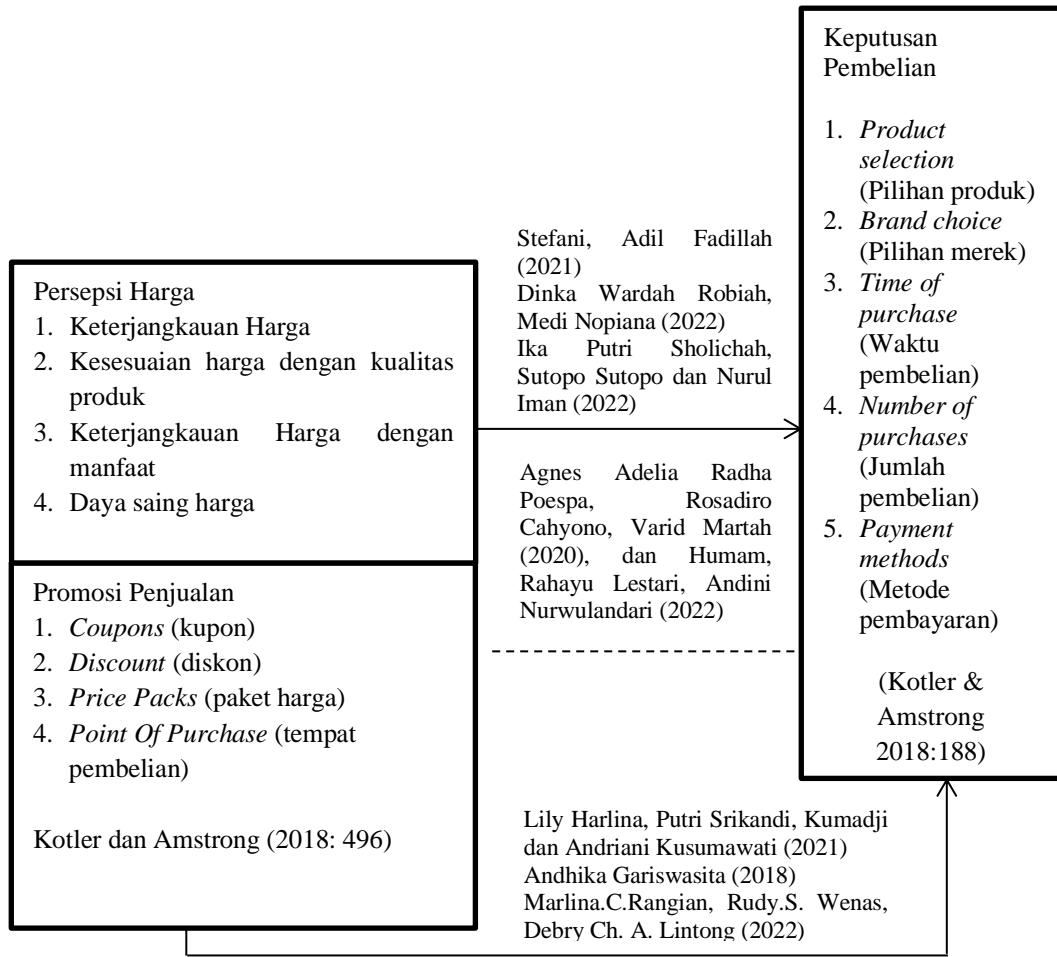 Persepsi Harga
1. Keterjangkauan Harga
2. Kesesuaian harga dengan kualitas
produk
3. Keterjangkauan Harga dengan
manfaat
4. Daya saing harga
Promosi Penjualan
1. Coupons (kupon)
2. Discount (diskon)
3. Price Packs (paket harga)
4. Point Of Purchase (tempat
pembelian)
Kotler dan Amstrong (2018: 496)
Stefani, Adil Fadillah
(2021)
Dinka Wardah Robiah,
Medi Nopiana (2022)
Ika Putri Sholichah,
Sutopo Sutopo dan Nurul
Iman (2022)
Agnes Adelia Radha
Poespa, Rosadiro
Cahyono, Varid Martah
(2020), dan Humam,
Rahayu Lestari, Andini
Nurwulandari (2022)
Lily Harlina, Putri Srikandi, Kumadji
dan Andriani Kusumawati (2021)
Andhika Gariswasita (2018)
Marlina.C.Rangian, Rudy.S. Wenas,
Debry Ch. A. Lintong (2022)
Keputusan
Pembelian
1. Product
selection
(Pilihan produk)
2. Brand choice
(Pilihan merek)
3. Time of
purchase
(Waktu
pembelian)
4. Number of
purchases
(Jumlah
pembelian)
5. Payment
methods
(Metode
pembayaran)
(Kotler &
Amstrong
2018:188)